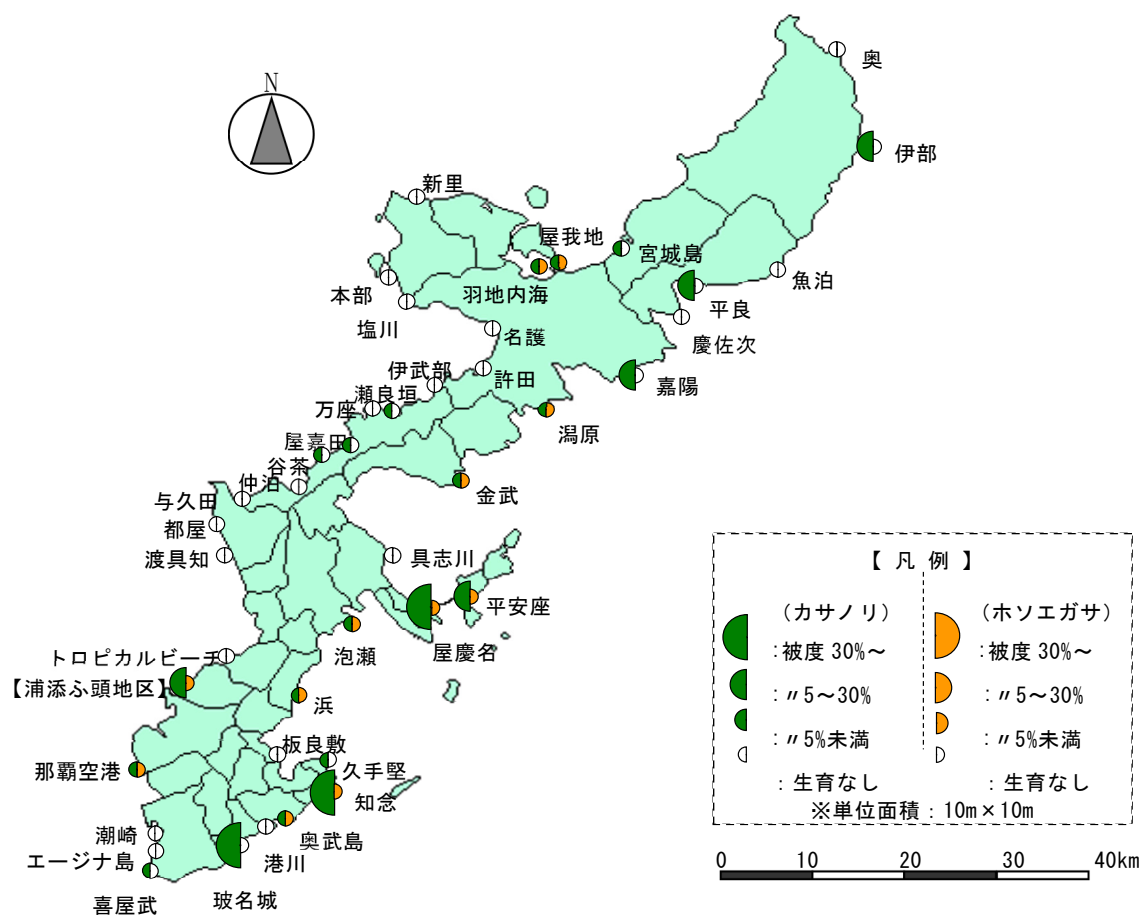 N
奥
伊部
新里
屋我地
宮城島
羽地内海
魚泊
本部
平良
塩川
名護
慶佐次
伊武部
許田
嘉陽
瀬良垣
万座
潟原
屋嘉田
谷茶
仲泊
金武
与久田
都屋
渡具知
具志川
平安座
屋慶名
泡瀬
トロピカルビーチ
【浦添ふ頭地区】
浜
板良敷
那覇空港
久手堅
知念
潮崎
奥武島
エージナ島
港川
喜屋武
玻名城
【 凡 例 】
(カサノリ) (ホソエガサ)
:被度 30%~ :被度 30%~
:〃5~30% :〃5~30%
:〃5%未満 :〃5%未満
:生育なし :生育なし
※単位面積:10m×10m
0 10 20 30 40km